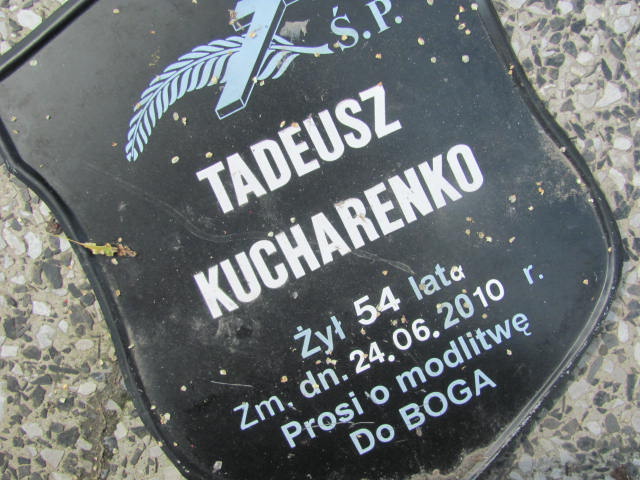 Ś.P.
TADEUSZ
KUCHARENKO
Żył 54 lata
Zm. dn. 24.06.2010 r.
Prosi o modlitwę
Do BOGA